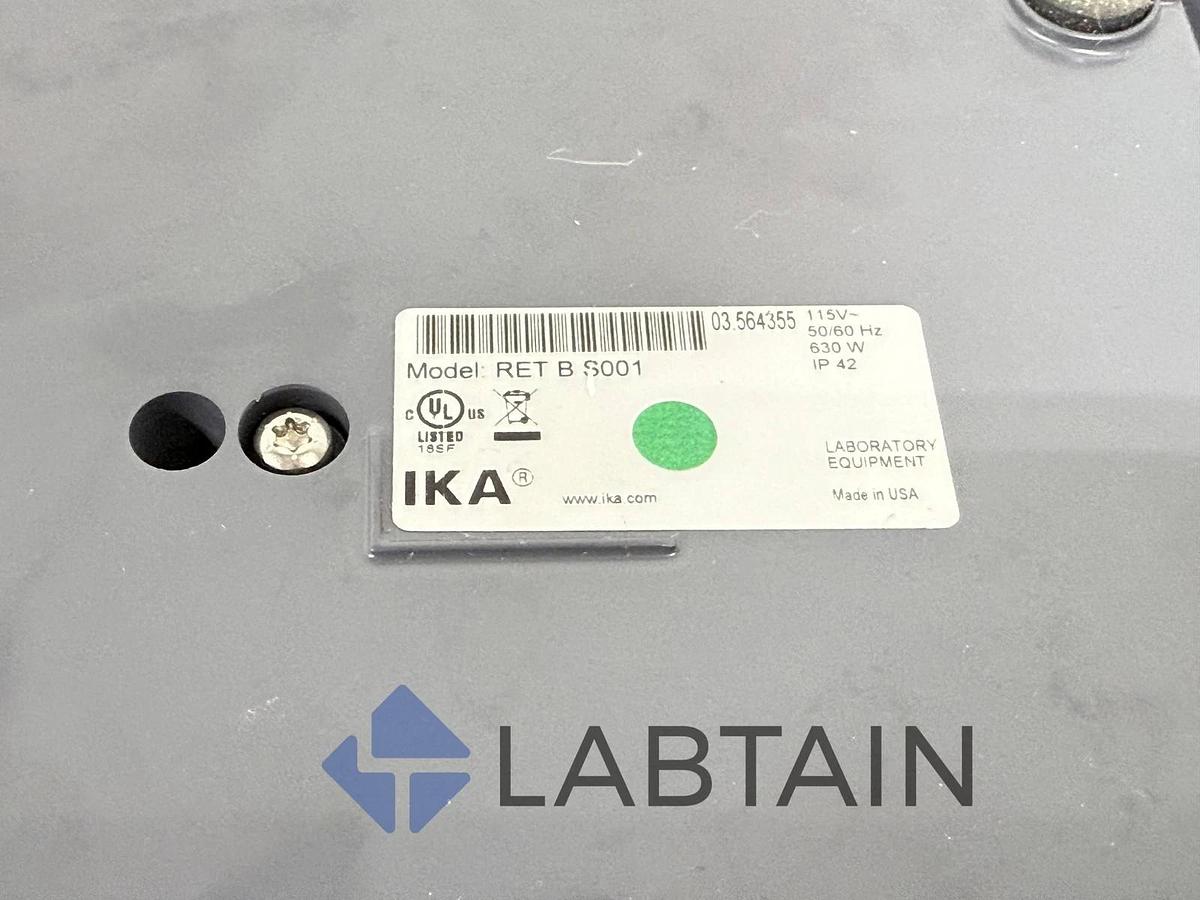 03.564355
115V~
50/60 Hz
630 W
IP 42
Model: RET B S001
c UL us
LISTED
18SF
LABORATORY
EQUIPMENT
IKA®
www.ika.com
Made in USA
LABTAIN